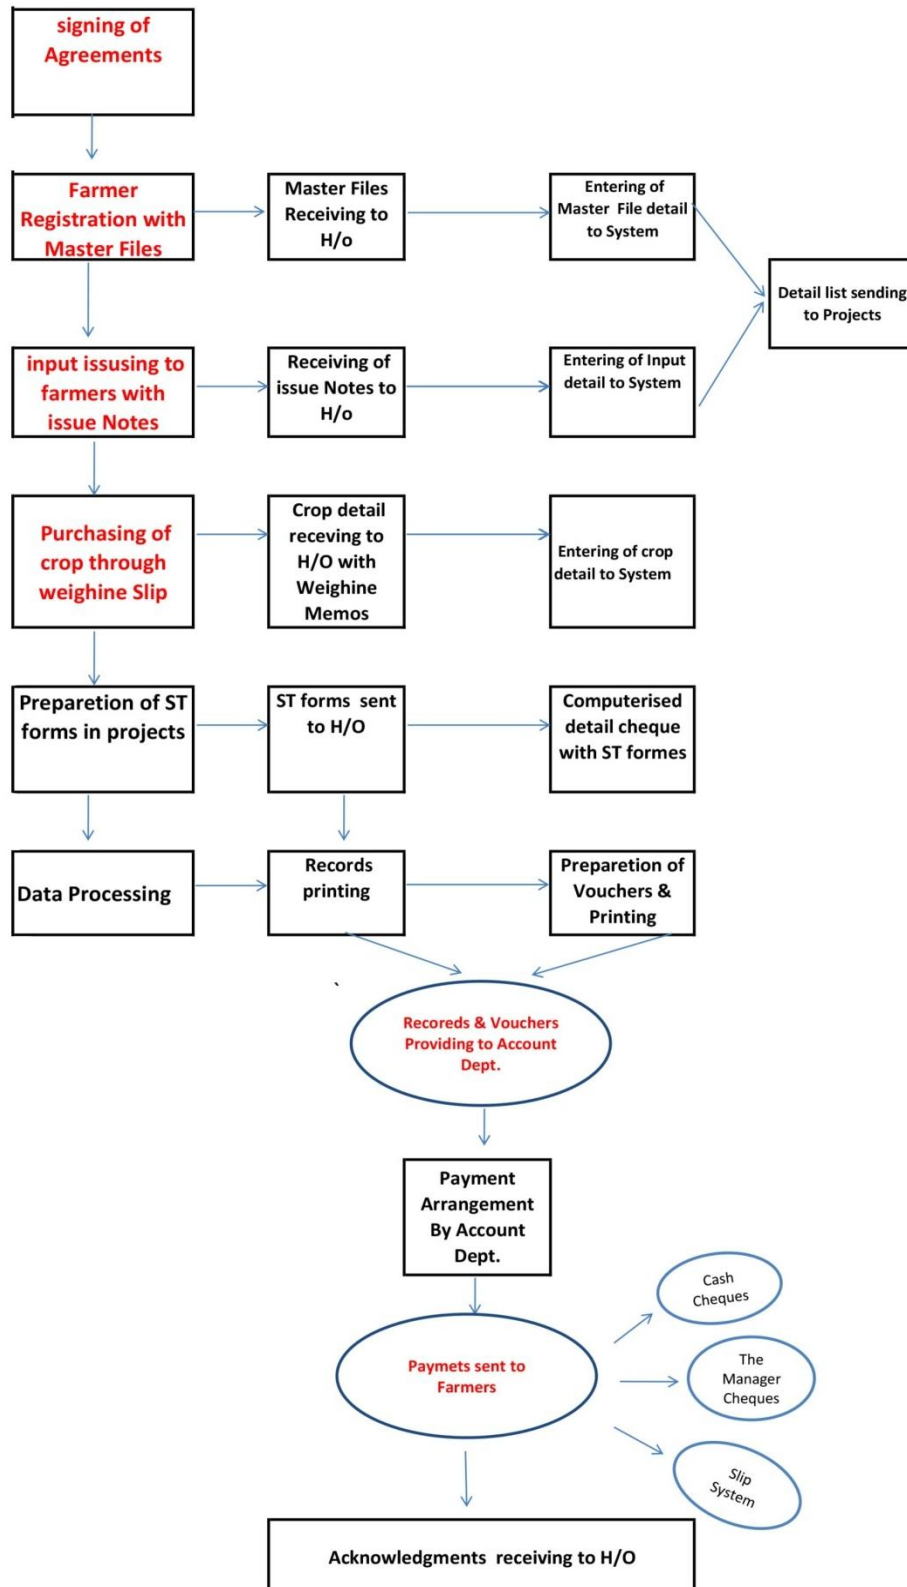 signing of
Agreements
Farmer
Registration with
Master Files
Master Files
Receiving to
H/o
Entering of
Master File detail
to System
Detail list sending
to Projects
input issusing to
farmers with
issue Notes
Receiving of
issue Notes to
H/o
Entering of Input
detail to System
Purchasing of
crop through
weighine Slip
Crop detail
receving to
H/O with
Weighine
Memos
Entering of crop
detail to System
Preparetion of ST
forms in projects
ST forms sent
to H/O
Computerised
detail cheque
with ST formes
Data Processing
Records
printing
Preparetion of
Vouchers &
Printing
`
Recoreds & Vouchers
Providing to Account
Dept.
Payment
Arrangement
By Account
Dept.
Cash
Cheques
Paymets sent to
Farmers
The
Manager
Cheques
Slip
System
Acknowledgments receiving to H/O